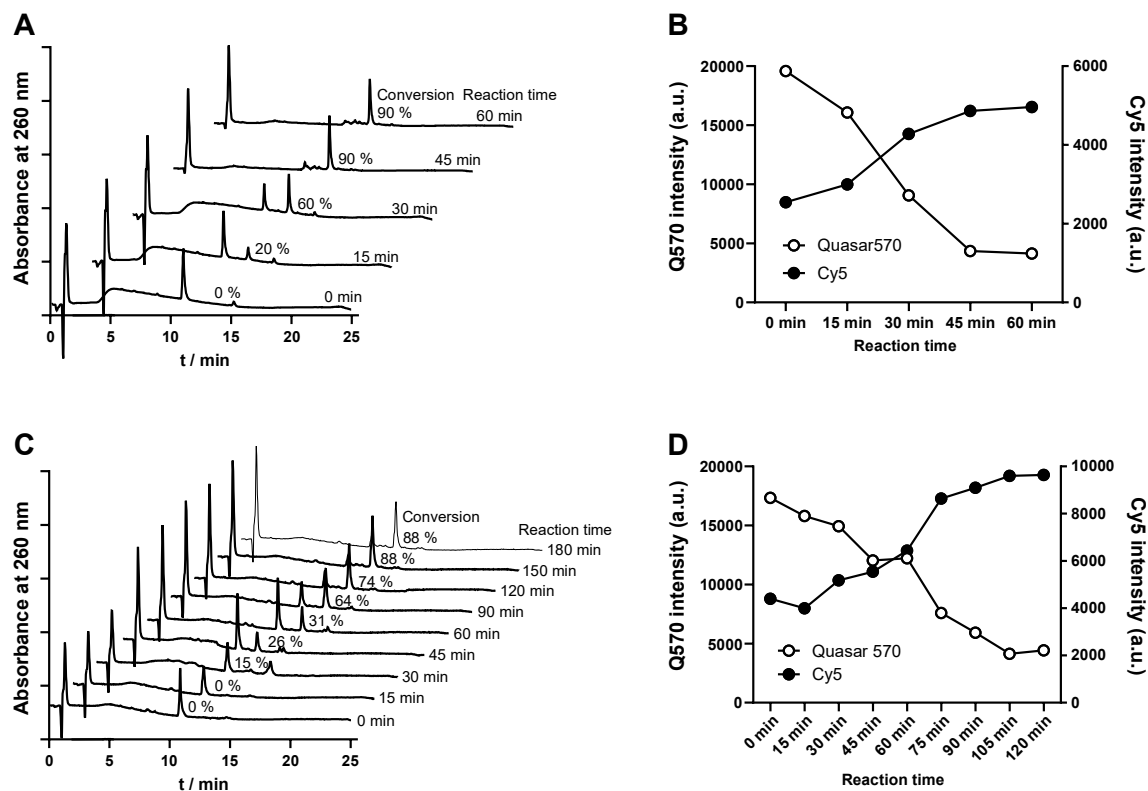 A
Absorbance at 260 nm
Conversion Reaction time
90 % 60 min
90 % 45 min
60 % 30 min
20 % 15 min
0 % 0 min
0 5 10 15 20 25
t / min
B
Q570 intensity (a.u.)
20000
15000
10000
5000
0
Quasar570
Cy5
6000
4000
2000
0
Cy5 intensity
(a.u.)
0 min 15 min 30 min 45 min 60 min
Reaction time
C
Absorbance at 260 nm
Conversion Reaction time
88 % 180 min
88 % 150 min
74 % 120 min
64 % 90 min
31 % 60 min
26 % 45 min
15 % 30 min
0 % 15 min
0 % 0 min
0 5 10 15 20 25
t / min
D
Q570 intensity (a.u.)
20000
15000
10000
5000
0
Quasar 570
Cy5
10000
8000
6000
4000
2000
0
Cy5 intensity
(a.u.)
0 min 15 min 30 min 45 min 60 min 75 min 90 min 105 min 120 min
Reaction time